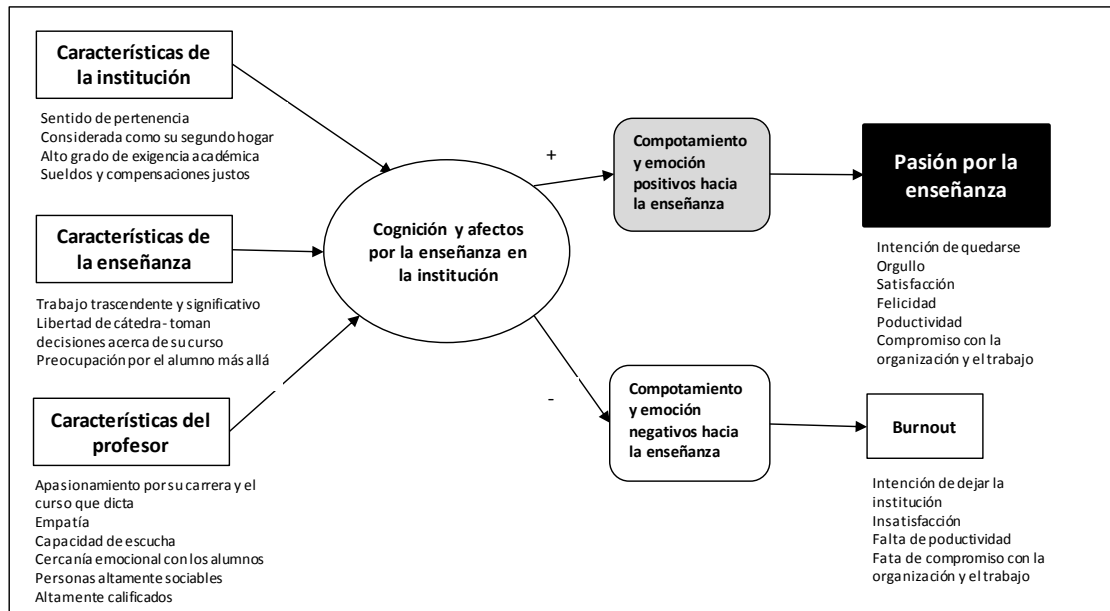 Características de
la institución
Sentido de pertenencia
Considerada como su segundo hogar
Alto grado de exigencia académica
Sueldos y compensaciones justos
Características de
la enseñanza
Trabajo trascendente y significativo
Libertad de cátedra- toman
decisiones acerca de su curso
Preocupación por el alumno más allá
Características del
profesor
Apasionamiento por su carrera y el
curso que dicta
Empatía
Capacidad de escucha
Cercanía emocional con los alumnos
Personas altamente sociables
Altamente calificados
Cognición y afectos
por la enseñanza en
la institución
+
Compotamiento
y emoción
positivos hacia
la enseñanza
-
Compotamiento
y emoción
negativos hacia
la enseñanza
Pasión por la
enseñanza
Intención de quedarse
Orgullo
Satisfacción
Felicidad
Poductividad
Compromiso con la
organización y el trabajo
Burnout
Intención de dejar la
institución
Insatisfacción
Falta de poductividad
Fata de compromiso con la
organización y el trabajo